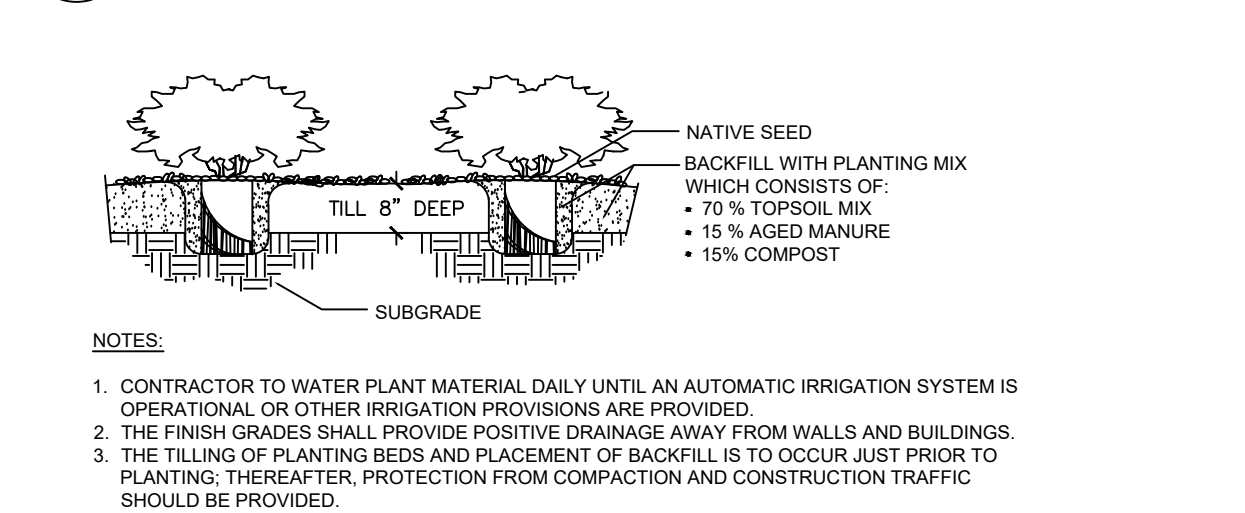 NATIVE SEED
BACKFILL WITH PLANTING MIX
WHICH CONSISTS OF:
• 70 % TOPSOIL MIX
• 15 % AGED MANURE
• 15% COMPOST
TILL 8" DEEP
SUBGRADE
NOTES:
1. CONTRACTOR TO WATER PLANT MATERIAL DAILY UNTIL AN AUTOMATIC IRRIGATION SYSTEM IS
OPERATIONAL OR OTHER IRRIGATION PROVISIONS ARE PROVIDED.
2. THE FINISH GRADES SHALL PROVIDE POSITIVE DRAINAGE AWAY FROM WALLS AND BUILDINGS.
3. THE TILLING OF PLANTING BEDS AND PLACEMENT OF BACKFILL IS TO OCCUR JUST PRIOR TO
PLANTING; THEREAFTER, PROTECTION FROM COMPACTION AND CONSTRUCTION TRAFFIC
SHOULD BE PROVIDED.